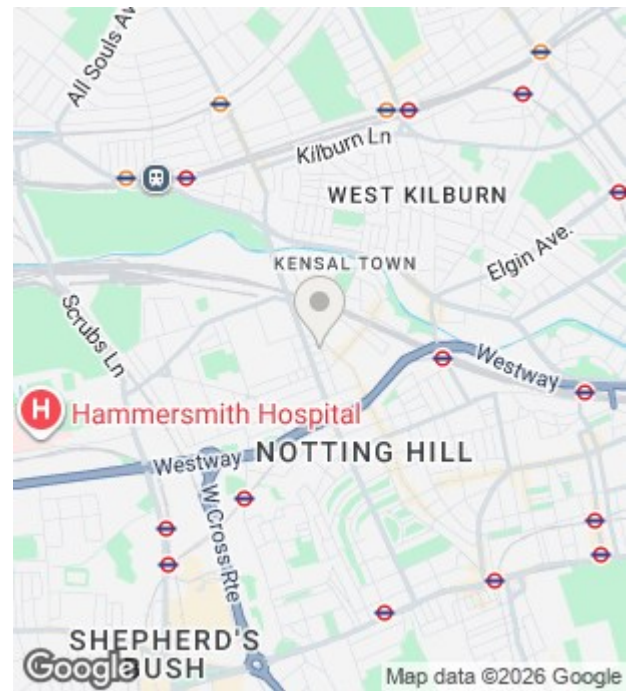 All Souls Av
Kilburn Ln
WEST KILBURN
Elgin Ave.
KENSAL TOWN
Scrubs Ln
Westway
H
Hammersmith Hospital
NOTTING HILL
Westway
W Cross Rte
SHEPHERD'S
BUSH
Google
Map data ©2026 Google